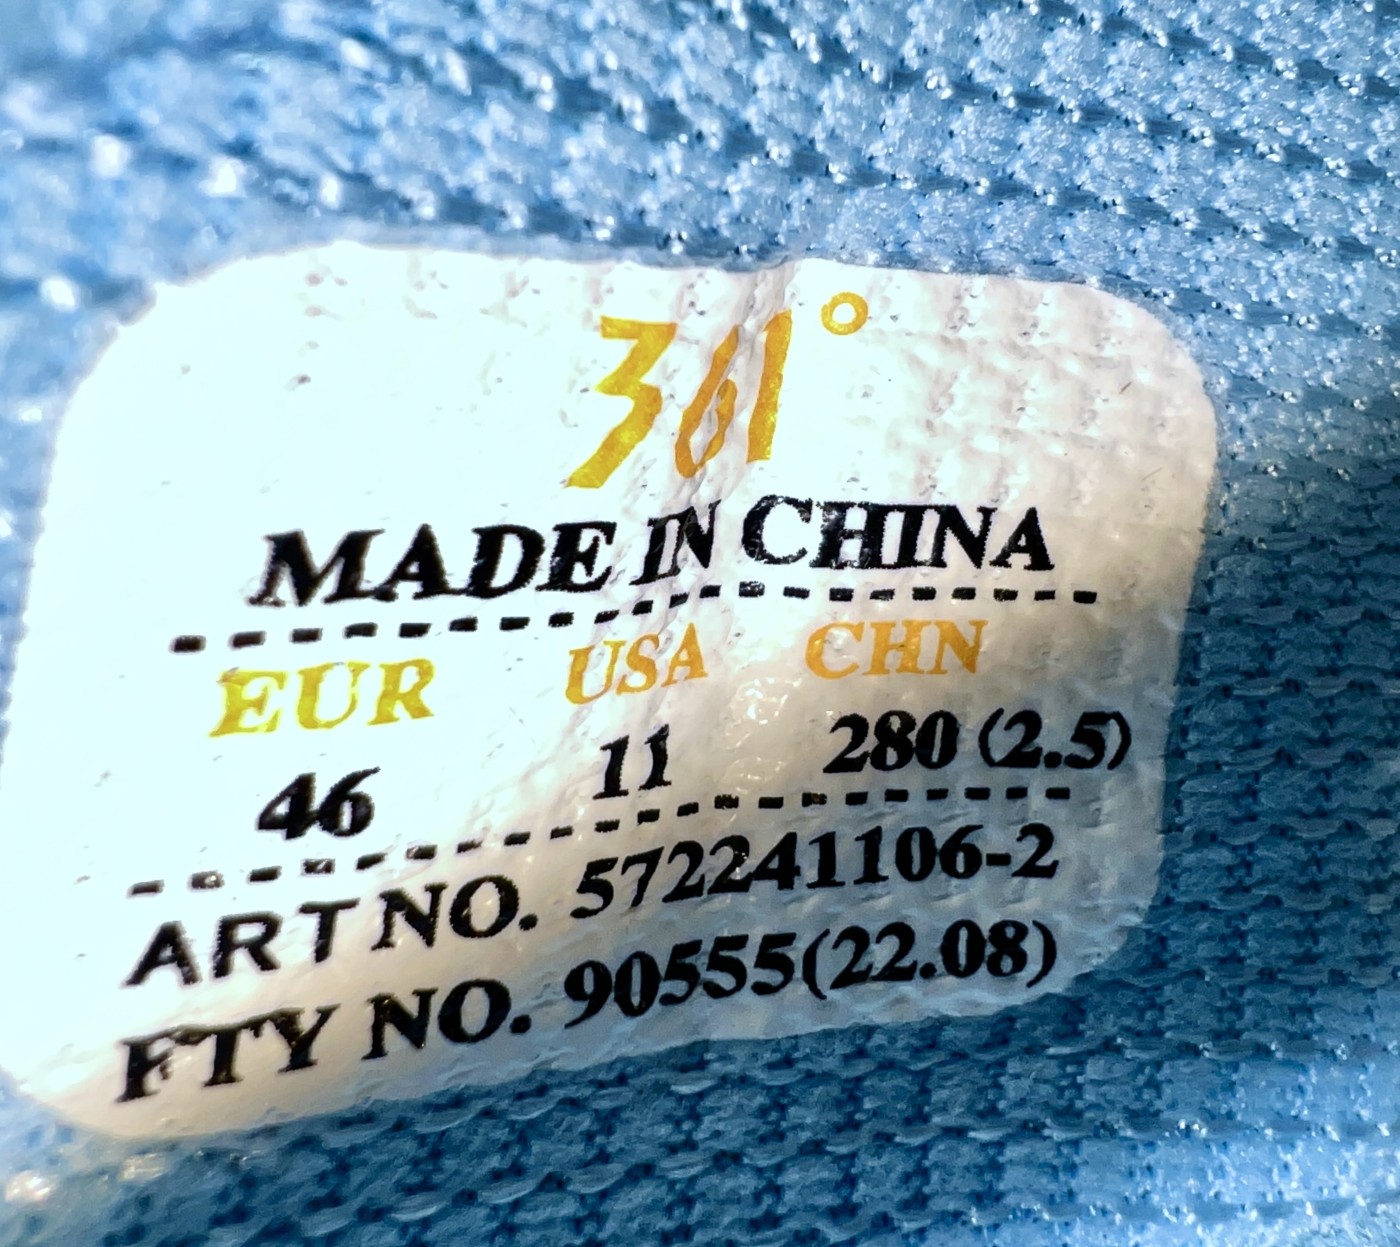 361°
MADE IN CHINA
EUR USA CHN
46 11 280 (2.5)
ART NO. 572241106-2
FTY NO. 90555(22.08)